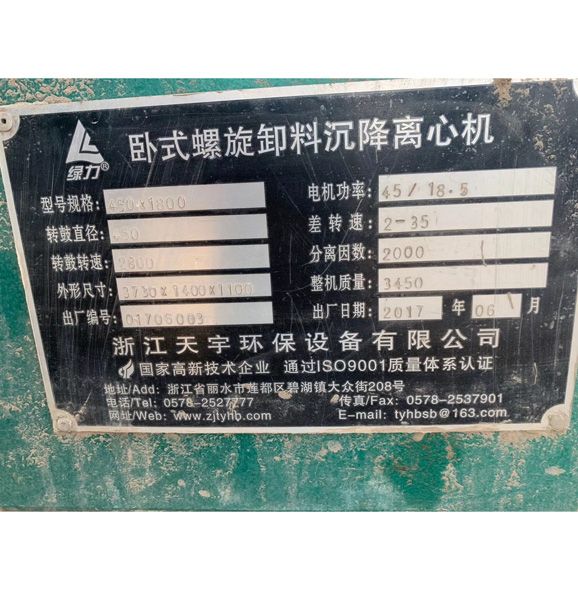 绿力®
卧式螺旋卸料沉降离心机
型号规格: 450×1800 电机功率: 45/18.5
转鼓直径: 450 差转速: 2-35
转鼓转速: 2800 分离因数: 2000
外形尺寸: 3730×1400×1100 整机质量: 3450
出厂编号: 01706003 出厂日期: 2017 年 06 月
浙江天宇环保设备有限公司
国家高新技术企业 通过ISO9001质量体系认证
地址/Add: 浙江省丽水市莲都区碧湖镇大众街208号
电话/Tel: 0578-2527777 传真/Fax: 0578-2537901
网址/Web: www.zjtyhb.com E-mail: tyhbsb@163.com